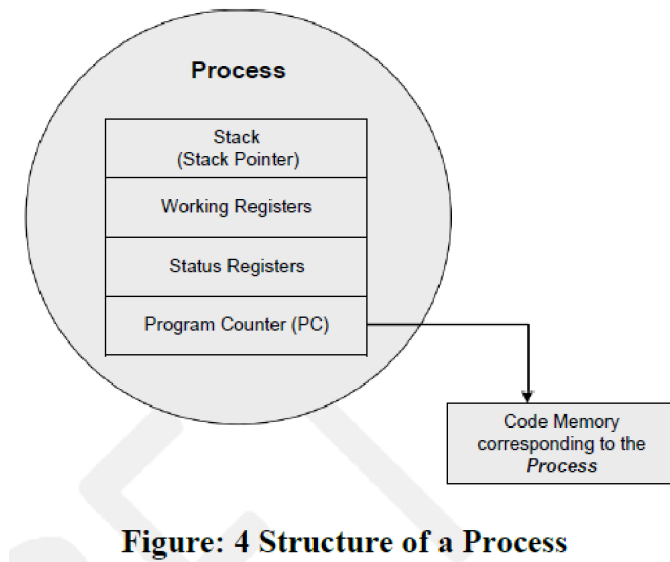 Process
Stack
(Stack Pointer)
Working Registers
Status Registers
Program Counter (PC)
Code Memory
corresponding to the
Process
Figure: 4 Structure of a Process